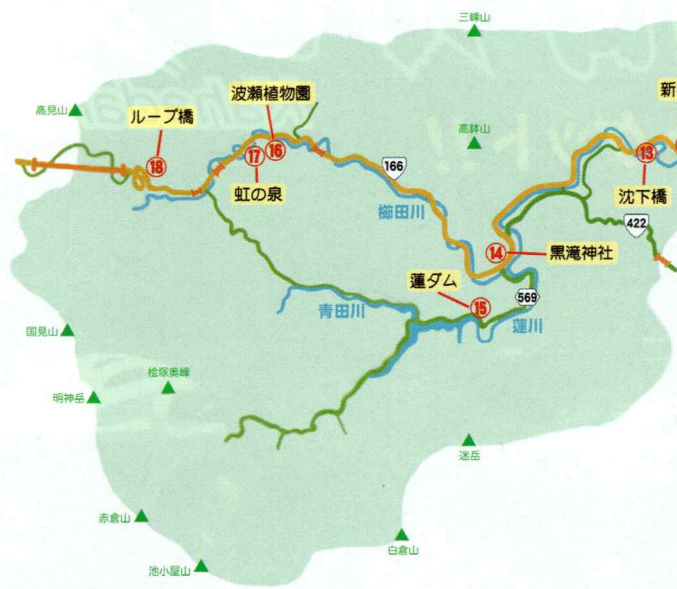 三峰山
高見山
ループ橋
波瀬植物園
新
高鉢山
18
17
16
13
虹の泉
166
沈下橋
櫛田川
422
14
黒滝神社
蓮ダム
15
569
青田川
蓮川
国見山
桧塚奥峰
明神岳
迷岳
赤倉山
白倉山
池小屋山